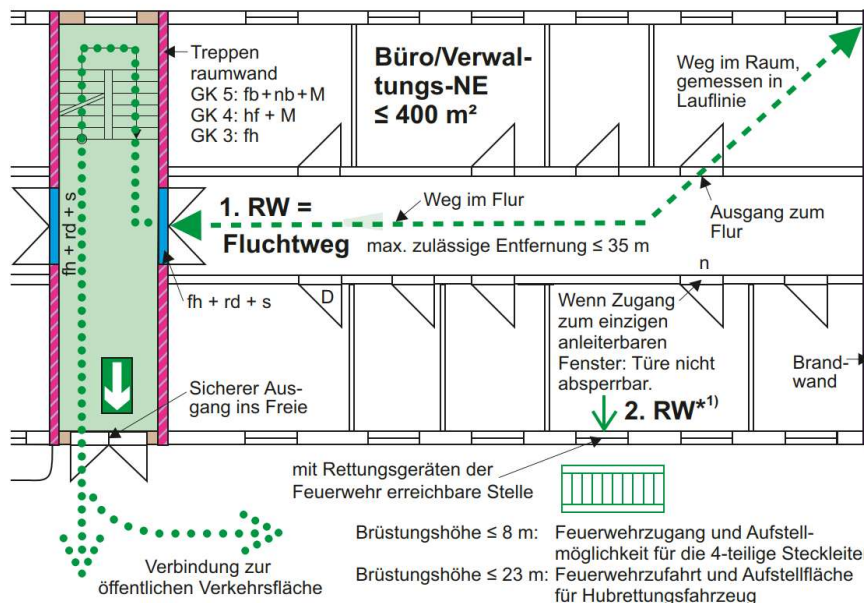 Treppen
raumwand
GK 5: fb+nb+M
GK 4: hf + M
GK 3: fh
Büro/Verwal-
tungs-NE
≤ 400 m²
Weg im Raum,
gemessen in
Lauflinie
fh + rd + s
1. RW =
Fluchtweg
Weg im Flur
max. zulässige Entfernung ≤ 35 m
Ausgang zum
Flur
n
fh + rd + s
D
Wenn Zugang
zum einzigen
anleiterbaren
Fenster: Türe nicht
absperrbar.
Brand-
wand
Sicherer Aus-
gang ins Freie
2. RW*¹⁾
mit Rettungsgeräten der
Feuerwehr erreichbare Stelle
Verbindung zur
öffentlichen Verkehrsfläche
Brüstungshöhe ≤ 8 m: Feuerwehrzugang und Aufstell-
möglichkeit für die 4-teilige Steckleite
Brüstungshöhe ≤ 23 m: Feuerwehrzufahrt und Aufstellfläche
für Hubrettungsfahrzeug